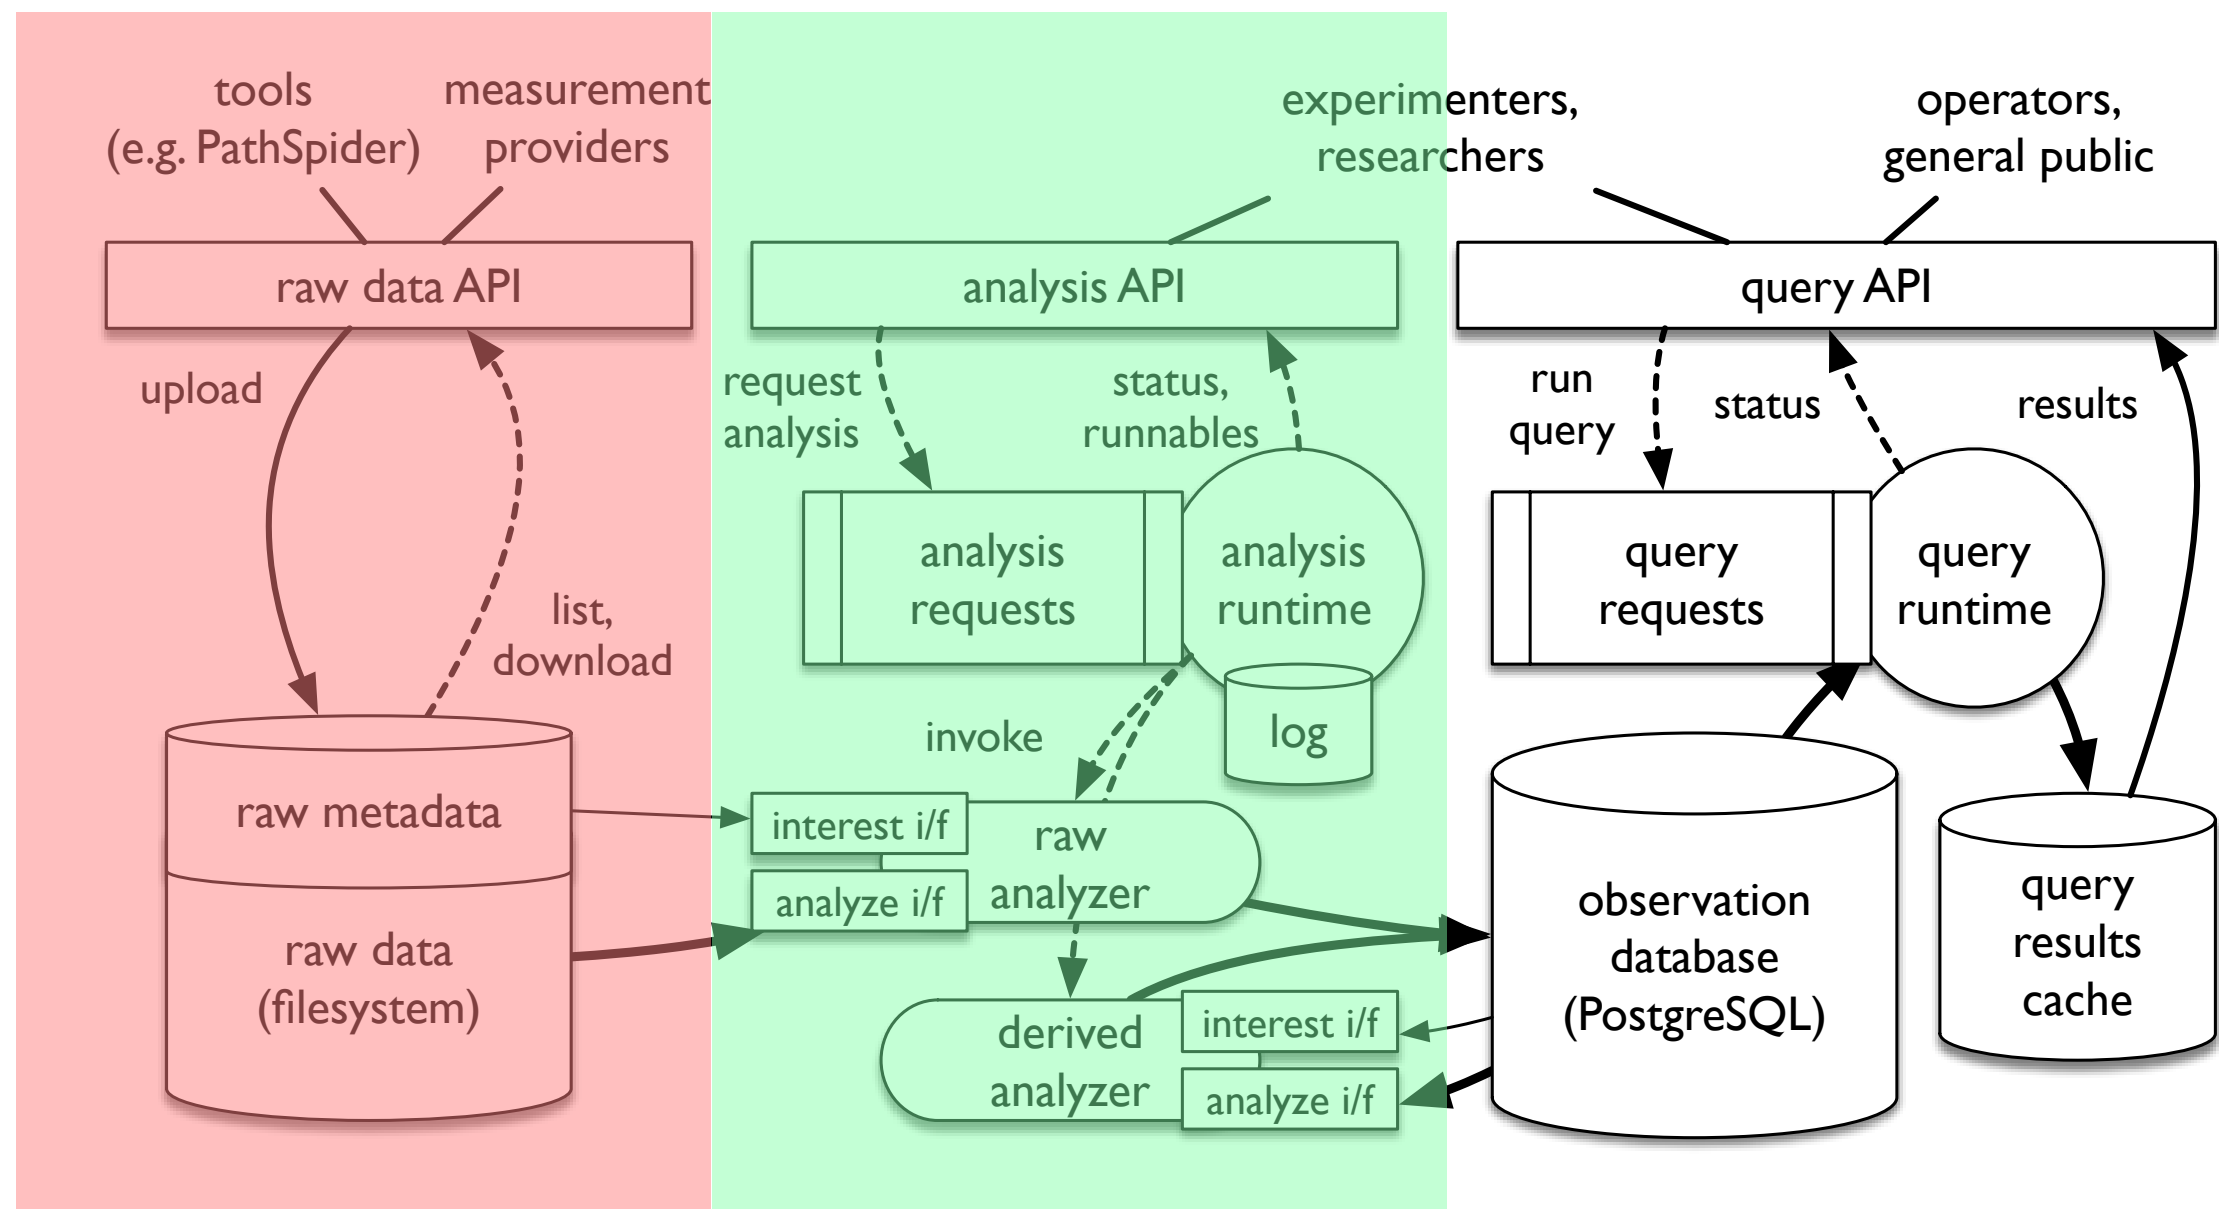 tools
(e.g. PathSpider)
measurement
providers
experimenters,
researchers
operators,
general public
raw data API
analysis API
query API
upload
list,
download
request
analysis
status,
runnables
run
query
status
results
analysis
requests
analysis
runtime
log
query
requests
query
runtime
invoke
raw metadata
raw data
(filesystem)
interest i/f
analyze i/f
raw
analyzer
derived
analyzer
interest i/f
analyze i/f
observation
database
(PostgreSQL)
query
results
cache